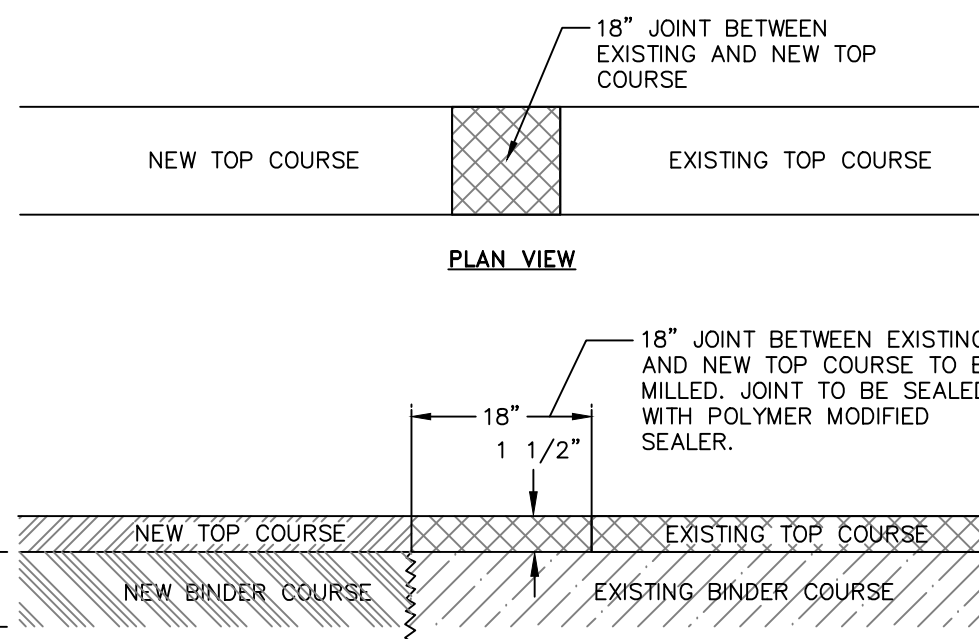 18” JOINT BETWEEN
EXISTING AND NEW TOP
COURSE
NEW TOP COURSE
EXISTING TOP COURSE
PLAN VIEW
18” JOINT BETWEEN EXISTING
AND NEW TOP COURSE TO
MILLED. JOINT TO BE SEALED
WITH POLYMER MODIFIED
SEALER.
18”
1 1/2”
NEW TOP COURSE
EXISTING TOP COURSE
NEW BINDER COURSE
EXISTING BINDER COURSE